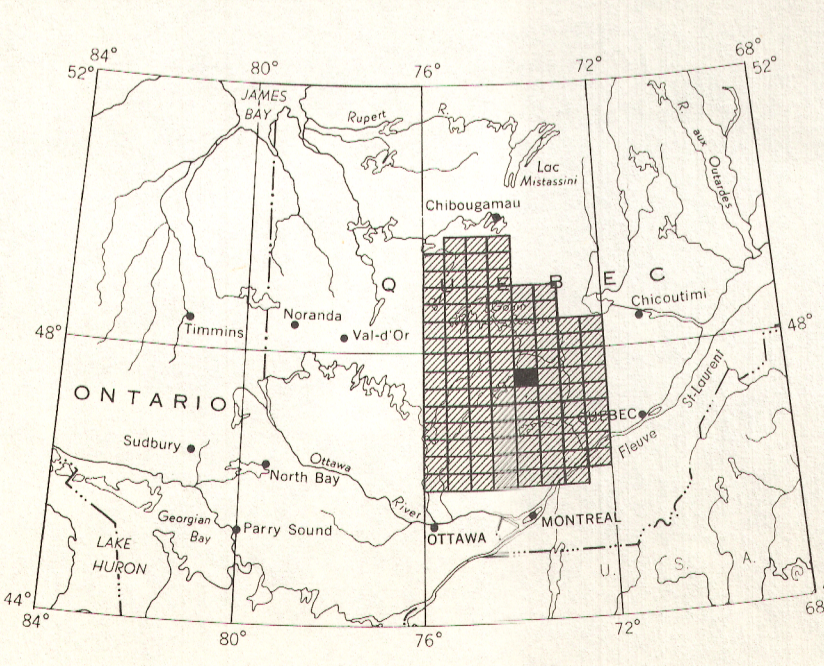 84°
80°
76°
72°
68°
52°
52°
JAMES
BAY
Rupert
R.
Lac
Mistassini
R. aux Outardes
Chibougamau
Q U E B E C
Chicoutimi
Timmins
Noranda
Val-d'Or
48°
48°
ONTARIO
QUEBEC
Fleuve St-Laurent
Sudbury
North Bay
Ottawa
River
Georgian
Bay
Parry Sound
OTTAWA
MONTREAL
LAKE
HURON
U. S. A.
44°
84°
80°
76°
72°
68